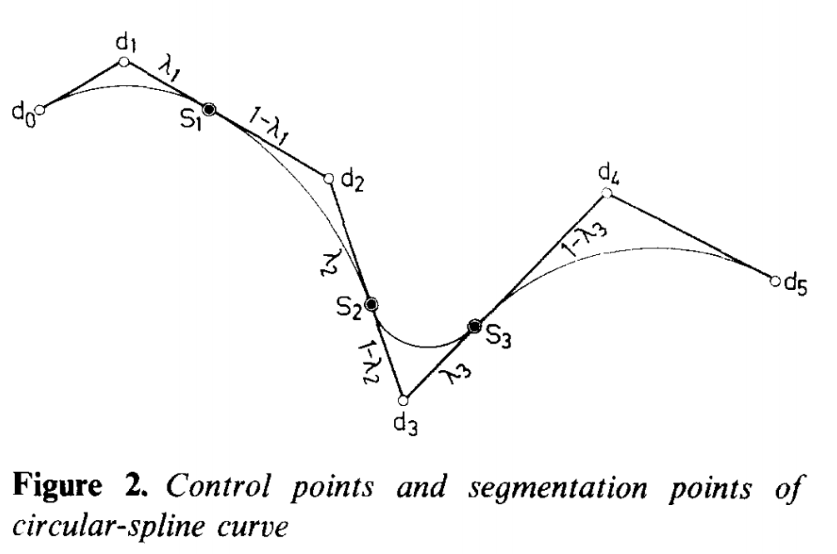 d1
λ1
d0
S1
1-λ1
d2
d4
λ2
1-λ3
S2
d5
S3
1-λ2
λ3
d3
Figure 2. Control points and segmentation points of
circular-spline curve